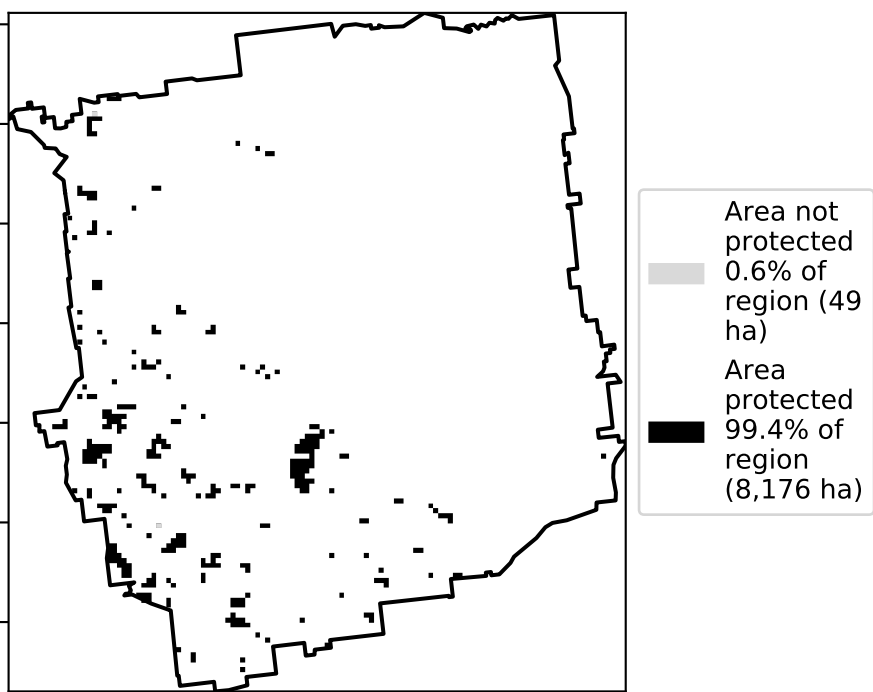 Area not
protected
0.6% of
region (49
ha)
Area
protected
99.4% of
region
(8,176 ha)